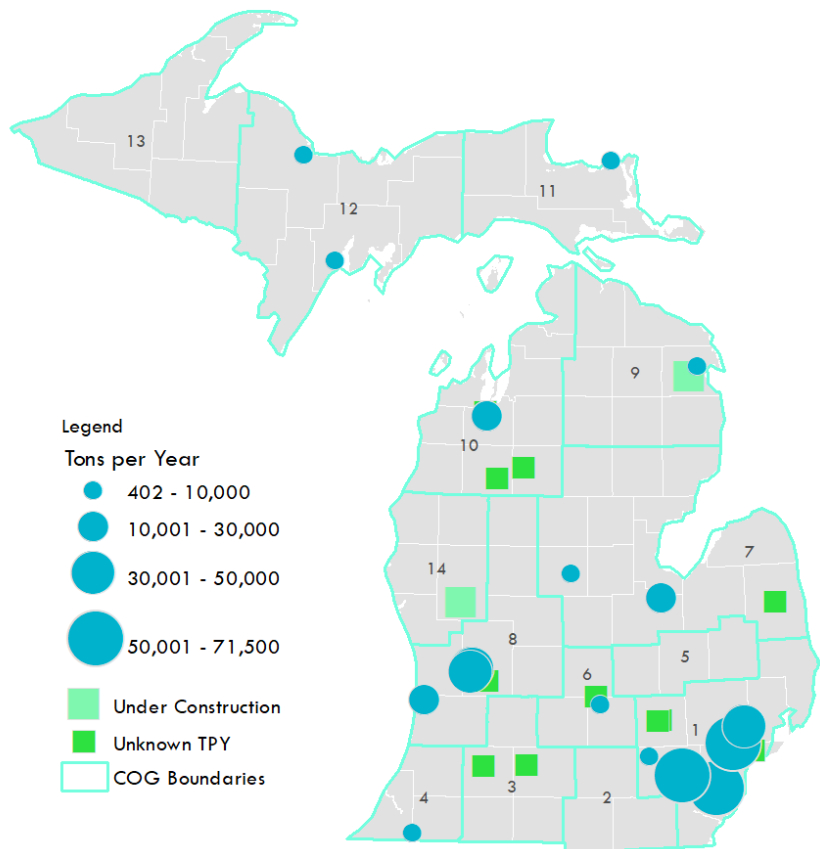 13
12
11
9
10
Legend
Tons per Year
402 - 10,000
10,001 - 30,000
30,001 - 50,000
50,001 - 71,500
Under Construction
Unknown TPY
COG Boundaries
7
14
8
5
6
1
3
4
2